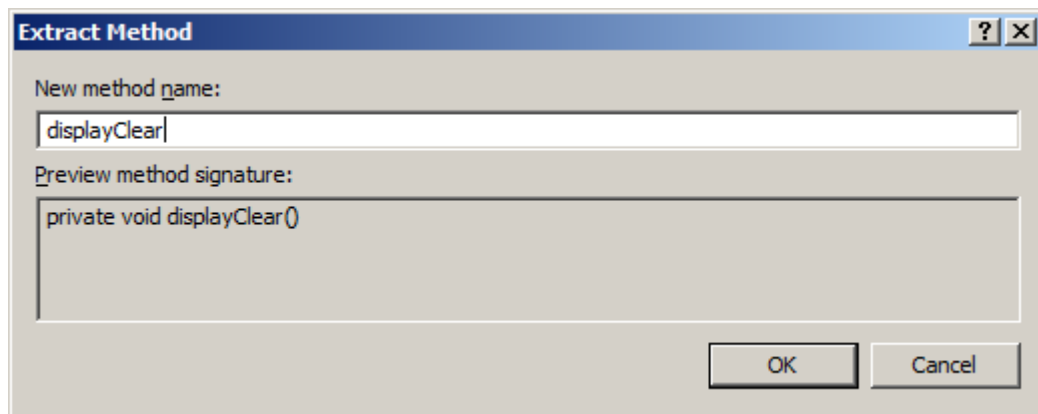 Extract Method
New method name:
displayClear
Preview method signature:
private void displayClear()
OK Cancel